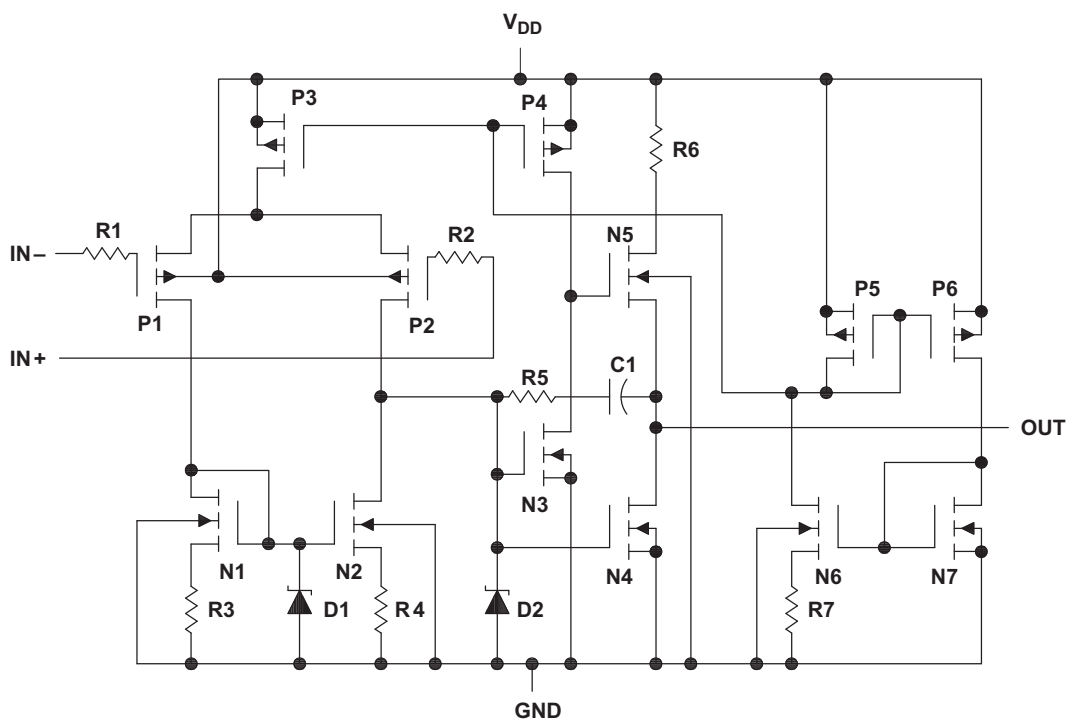 VDD
P3
P4
R6
R1
R2
N5
IN–
P5
P6
P1
P2
IN+
R5
C1
OUT
N3
N1
N2
N4
N6
N7
R3
D1
R4
D2
R7
GND